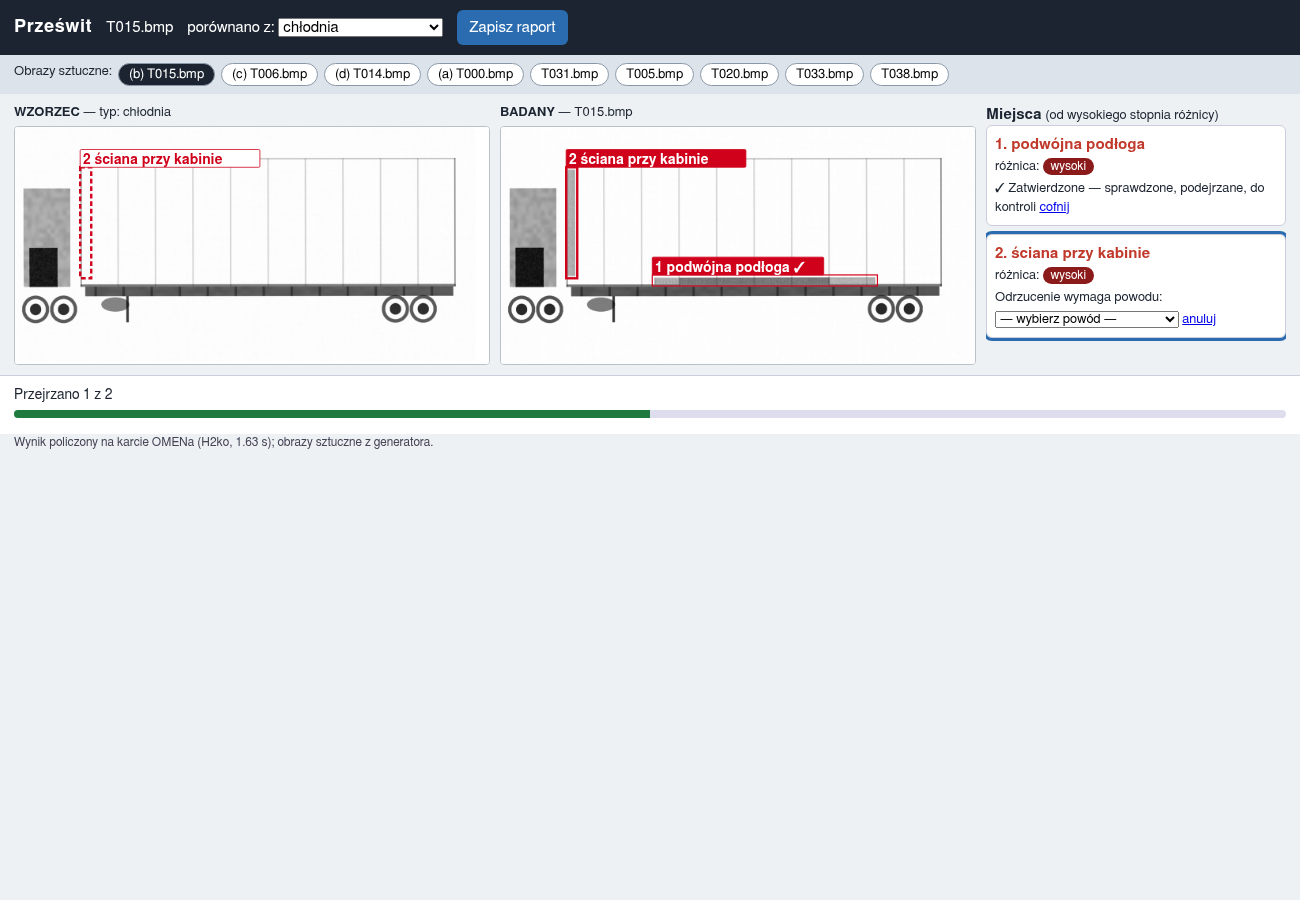 Prześwit T015.bmp porównano z: chłodnia Zapisz raport
Obrazy sztuczne: (b) T015.bmp (c) T006.bmp (d) T014.bmp (a) T000.bmp T031.bmp T005.bmp T020.bmp T033.bmp T038.bmp
WZORZEC — typ: chłodnia
2 ściana przy kabinie
BADANY — T015.bmp
2 ściana przy kabinie
1 podwójna podłoga ✓
Miejsca (od wysokiego stopnia różnicy)
1. podwójna podłoga
różnica: wysoki
✓ Zatwierdzone — sprawdzone, podejrzane, do
kontroli cofnij
2. ściana przy kabinie
różnica: wysoki
Odrzucenie wymaga powodu:
— wybierz powód — anuluj
Przejrzano 1 z 2
Wynik policzony na karcie OMENa (H2ko, 1.63 s); obrazy sztuczne z generatora.